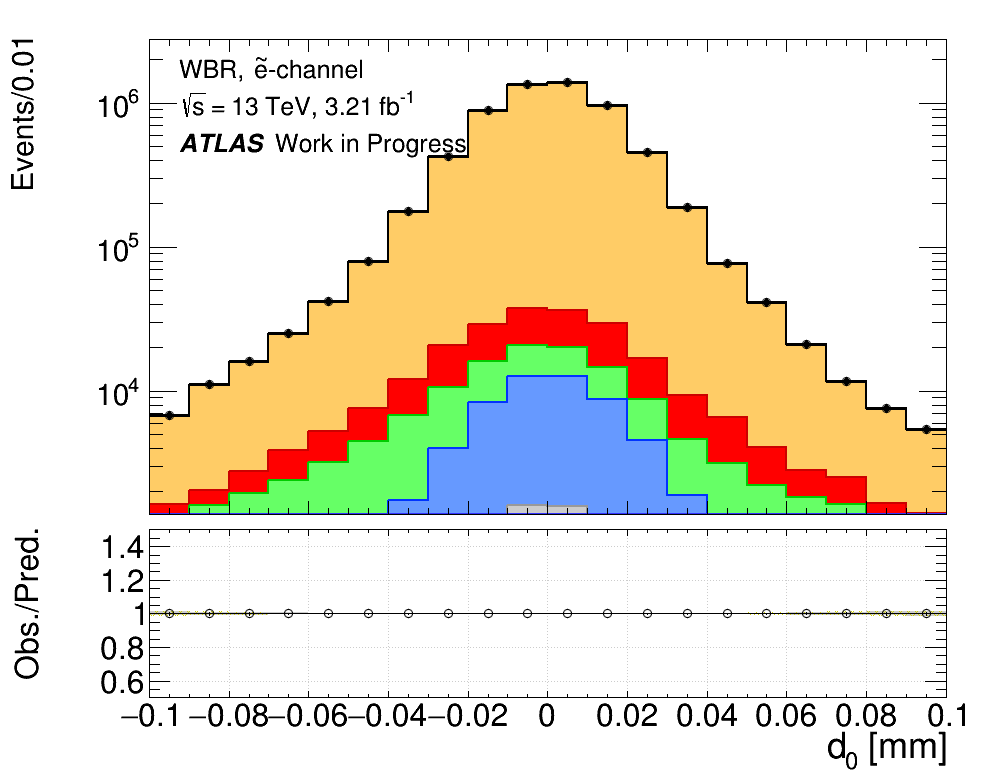 Events/0.01
WBR, ẽ-channel
√s = 13 TeV, 3.21 fb⁻¹
ATLAS Work in Progress
10⁶
10⁵
10⁴
Obs./Pred.
1.4
1.2
1
0.8
0.6
−0.1 −0.08 −0.06 −0.04 −0.02 0 0.02 0.04 0.06 0.08 0.1
d₀ [mm]